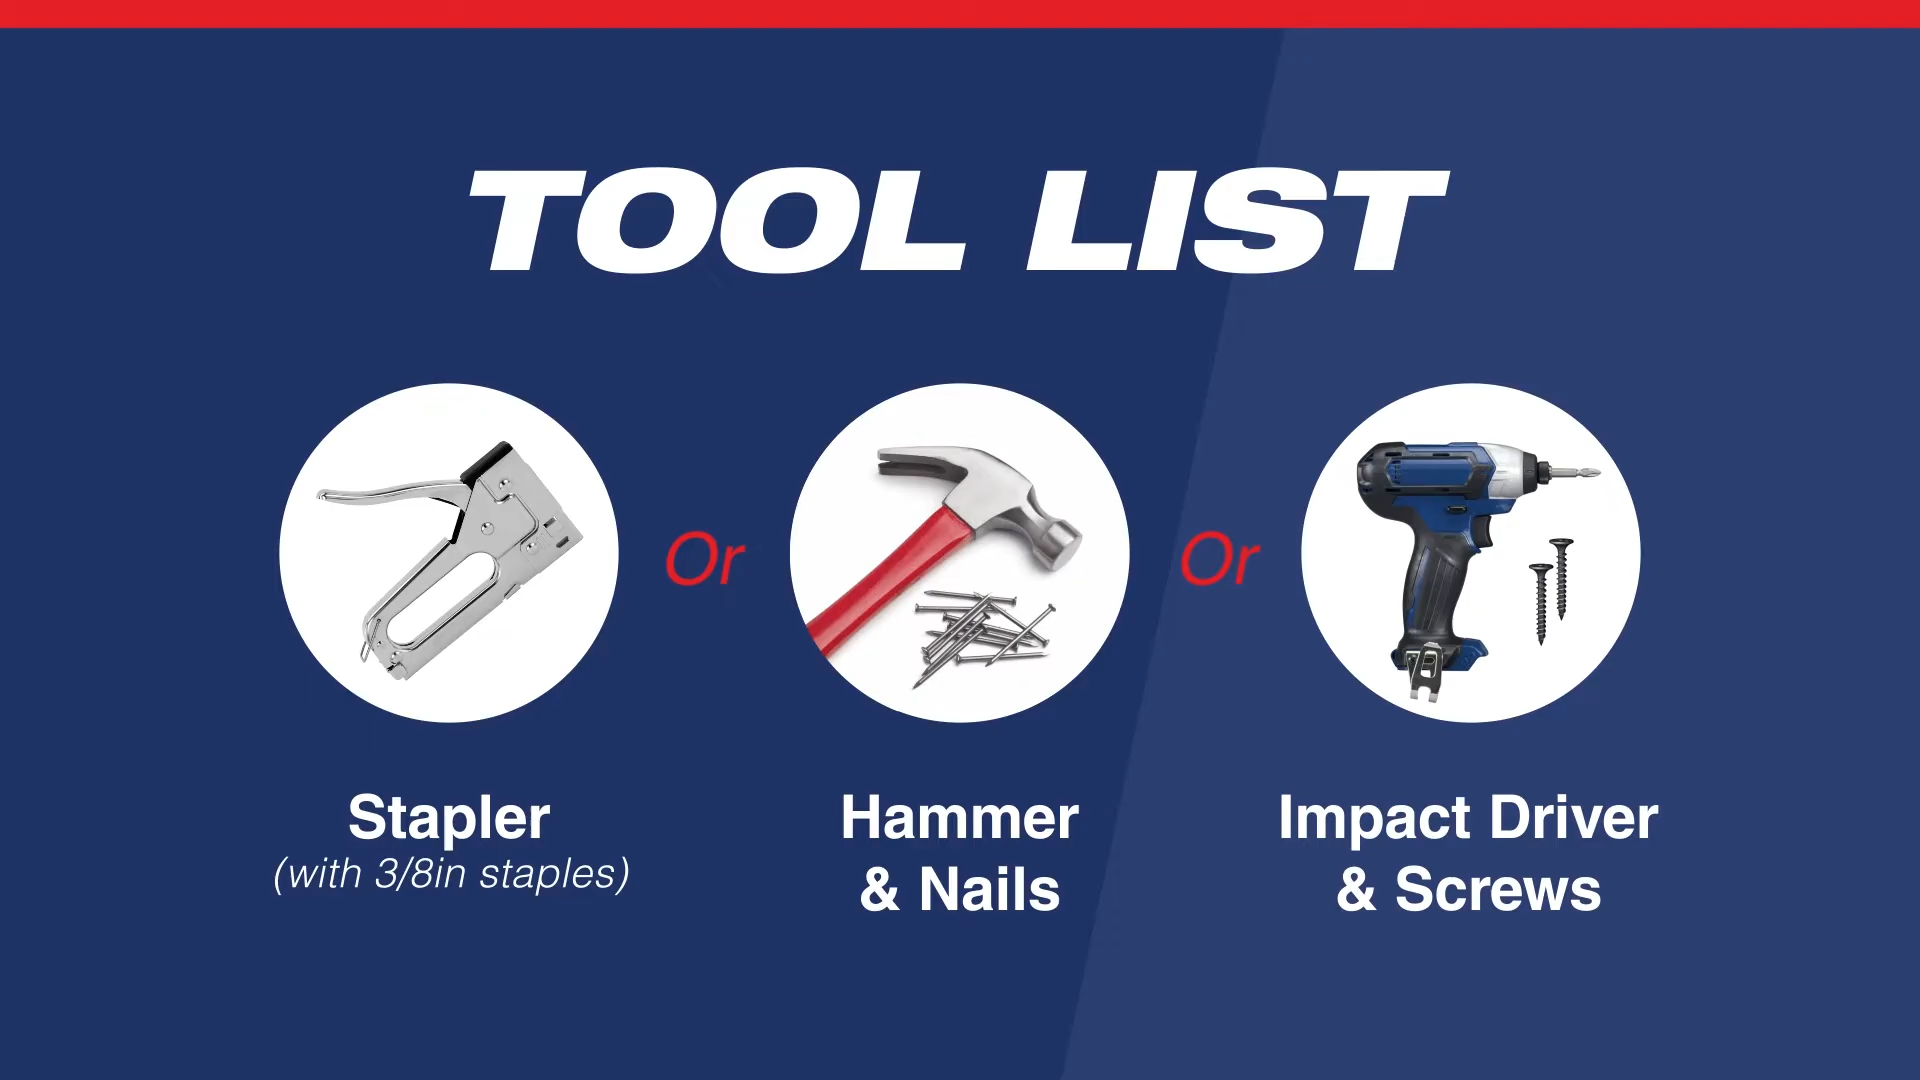 TOOL LIST
Or
Or
Stapler
(with 3/8in staples)
Hammer
& Nails
Impact Driver
& Screws